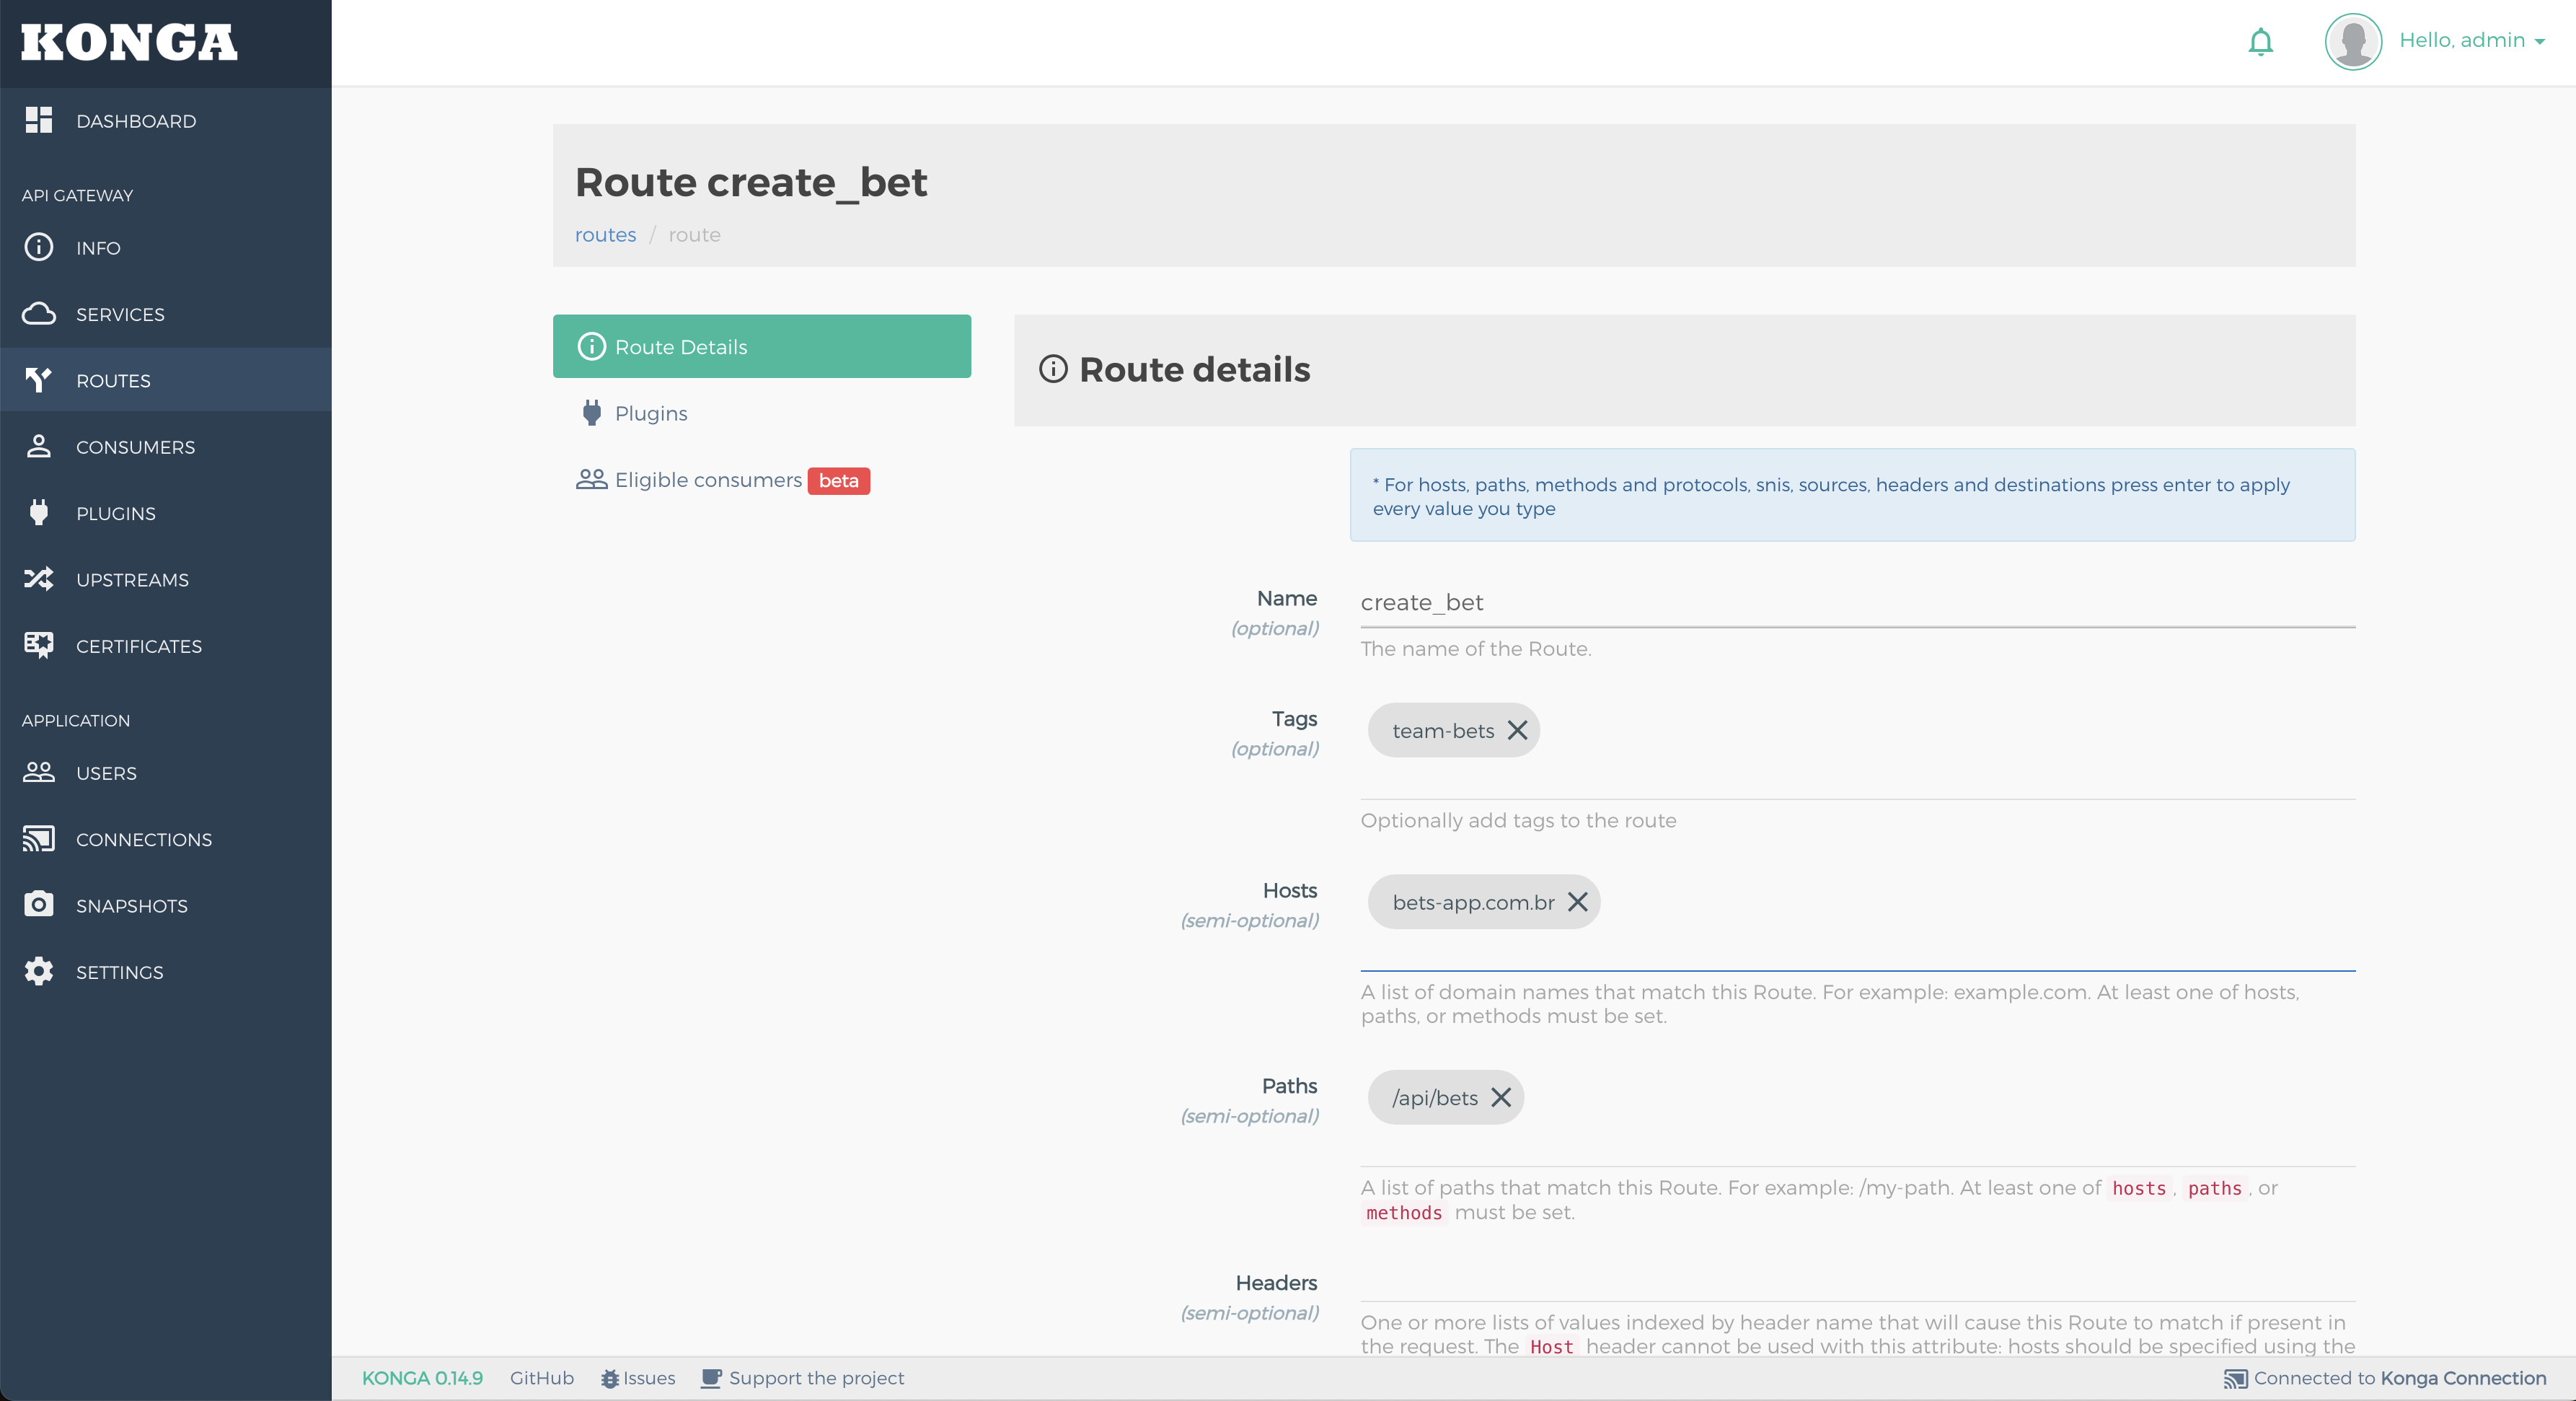 KONGA
Hello, admin
DASHBOARD
API GATEWAY
INFO
SERVICES
ROUTES
CONSUMERS
PLUGINS
UPSTREAMS
CERTIFICATES
APPLICATION
USERS
CONNECTIONS
SNAPSHOTS
SETTINGS
Route create_bet
routes / route
Route Details
Plugins
Eligible consumers beta
Route details
* For hosts, paths, methods and protocols, snis, sources, headers and destinations press enter to apply
every value you type
Name
(optional)
create_bet
The name of the Route.
Tags
(optional)
team-bets
Optionally add tags to the route
Hosts
(semi-optional)
bets-app.com.br
A list of domain names that match this Route. For example: example.com. At least one of hosts,
paths, or methods must be set.
Paths
(semi-optional)
/api/bets
A list of paths that match this Route. For example: /my-path. At least one of hosts, paths, or
methods must be set.
Headers
(semi-optional)
One or more lists of values indexed by header name that will cause this Route to match if present in
the request. The Host header cannot be used with this attribute: hosts should be specified using the
KONGA 0.14.9 GitHub Issues Support the project
Connected to Konga Connection